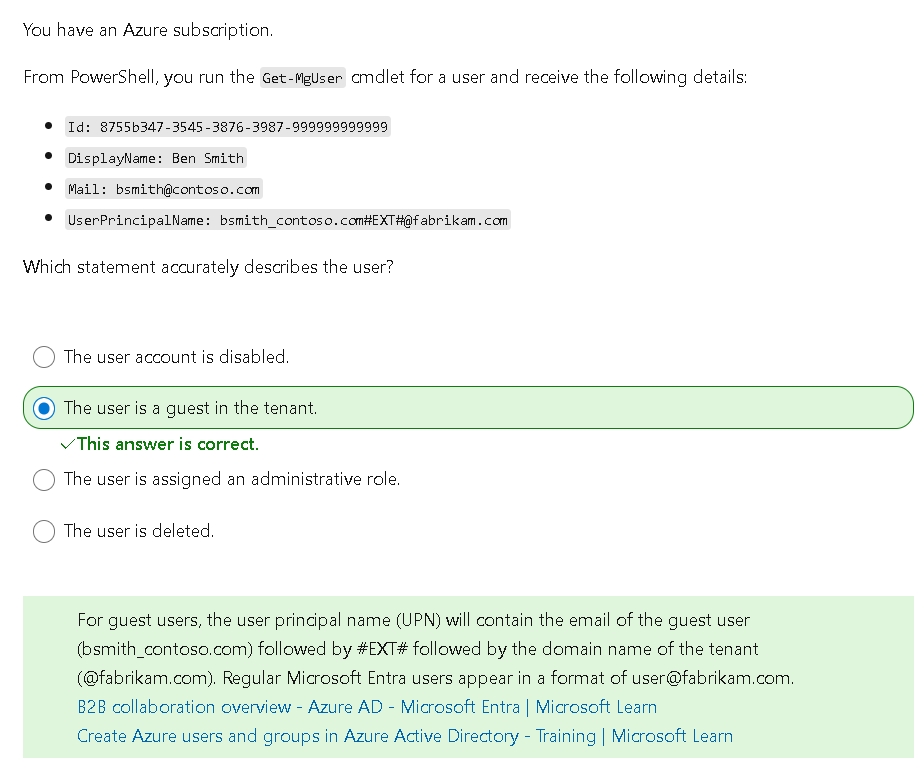 You have an Azure subscription.
From PowerShell, you run the Get-MgUser cmdlet for a user and receive the following details:
Id: 8755b347-3545-3876-3987-999999999999
DisplayName: Ben Smith
Mail: bsmith@contoso.com
UserPrincipalName: bsmith_contoso.com#EXT#@fabrikam.com
Which statement accurately describes the user?
The user account is disabled.
The user is a guest in the tenant.
✓This answer is correct.
The user is assigned an administrative role.
The user is deleted.
For guest users, the user principal name (UPN) will contain the email of the guest user
(bsmith_contoso.com) followed by #EXT# followed by the domain name of the tenant
(@fabrikam.com). Regular Microsoft Entra users appear in a format of user@fabrikam.com.
B2B collaboration overview - Azure AD - Microsoft Entra | Microsoft Learn
Create Azure users and groups in Azure Active Directory - Training | Microsoft Learn